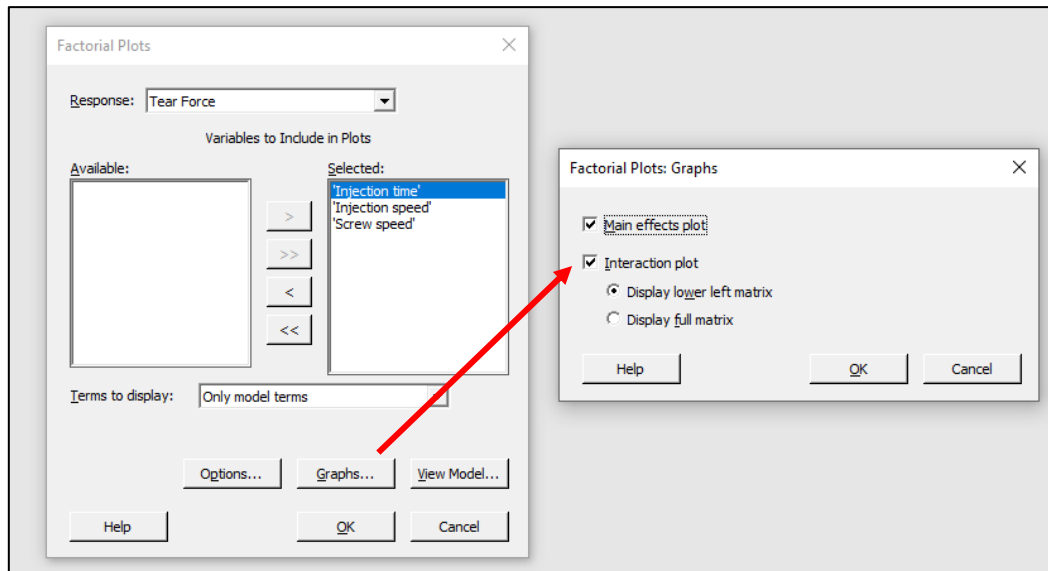 Factorial Plots
Response: Tear Force
Variables to Include in Plots
Available:
Selected:
'Injection time'
'Injection speed'
'Screw speed'
>
>>
<
<<
Terms to display: Only model terms
Options... Graphs... View Model...
Help OK Cancel
Factorial Plots: Graphs
Main effects plot
Interaction plot
Display lower left matrix
Display full matrix
Help OK Cancel